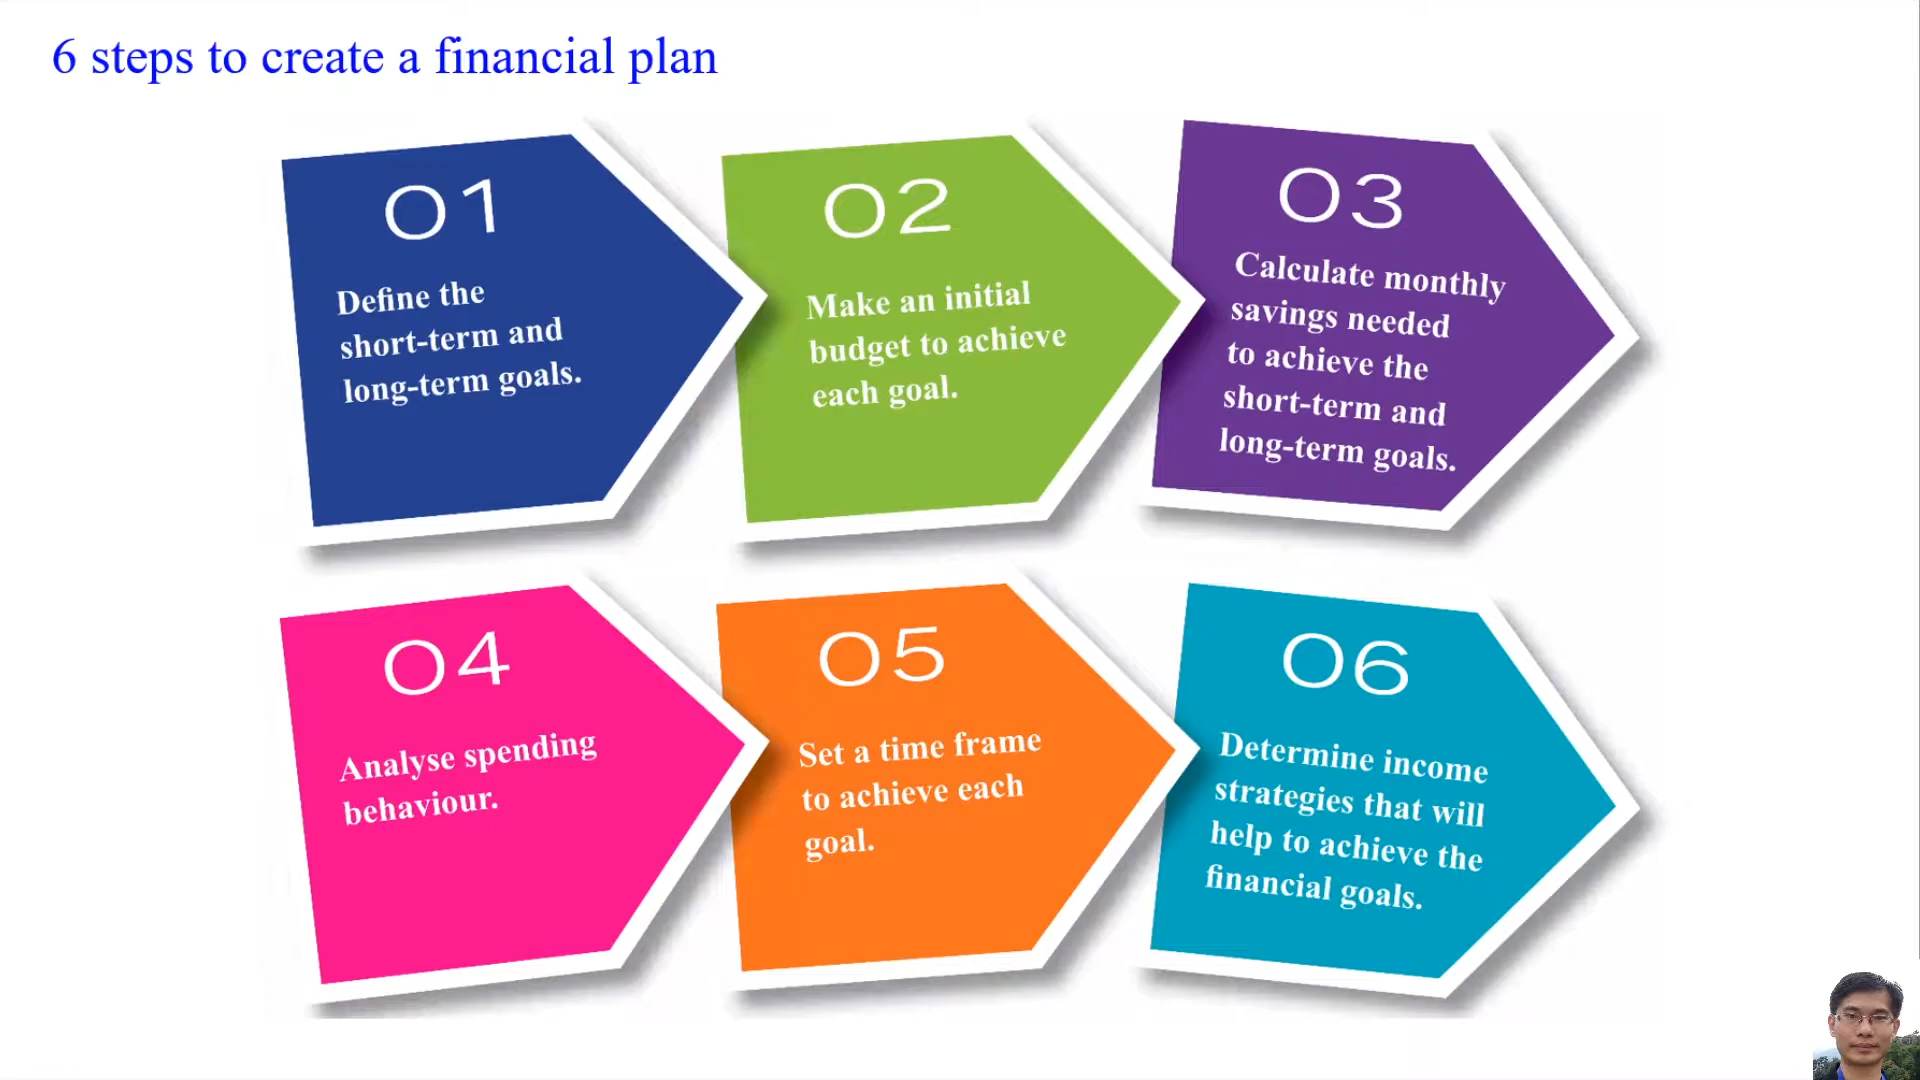 6 steps to create a financial plan
01
Define the
short-term and
long-term goals.
02
Make an initial
budget to achieve
each goal.
03
Calculate monthly
savings needed
to achieve the
short-term and
long-term goals.
04
Analyse spending
behaviour.
05
Set a time frame
to achieve each
goal.
06
Determine income
strategies that will
help to achieve the
financial goals.